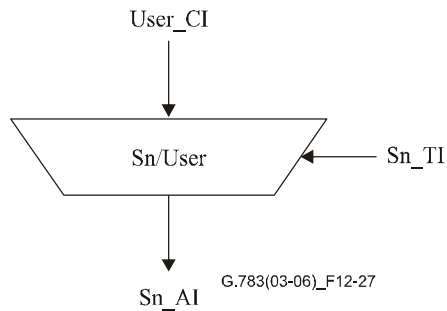 User_CI
Sn/User
Sn_TI
G.783(03-06)_F12-27
Sn_AI